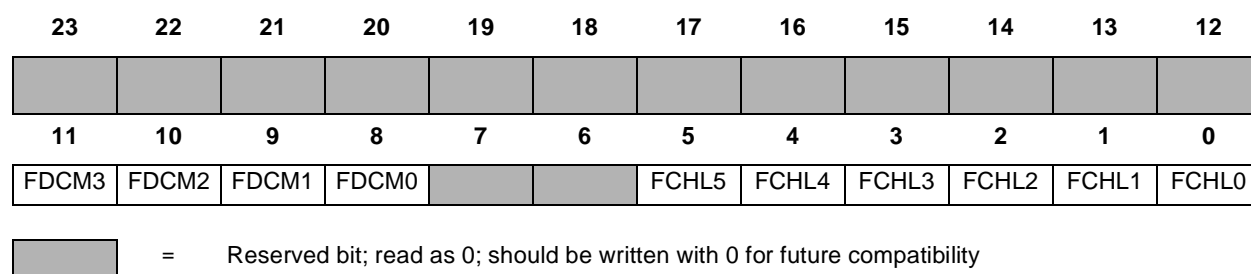 23 22 21 20 19 18 17 16 15 14 13 12
11 10 9 8 7 6 5 4 3 2 1 0
FDCM3 FDCM2 FDCM1 FDCM0 FCHL5 FCHL4 FCHL3 FCHL2 FCHL1 FCHL0
= Reserved bit; read as 0; should be written with 0 for future compatibility